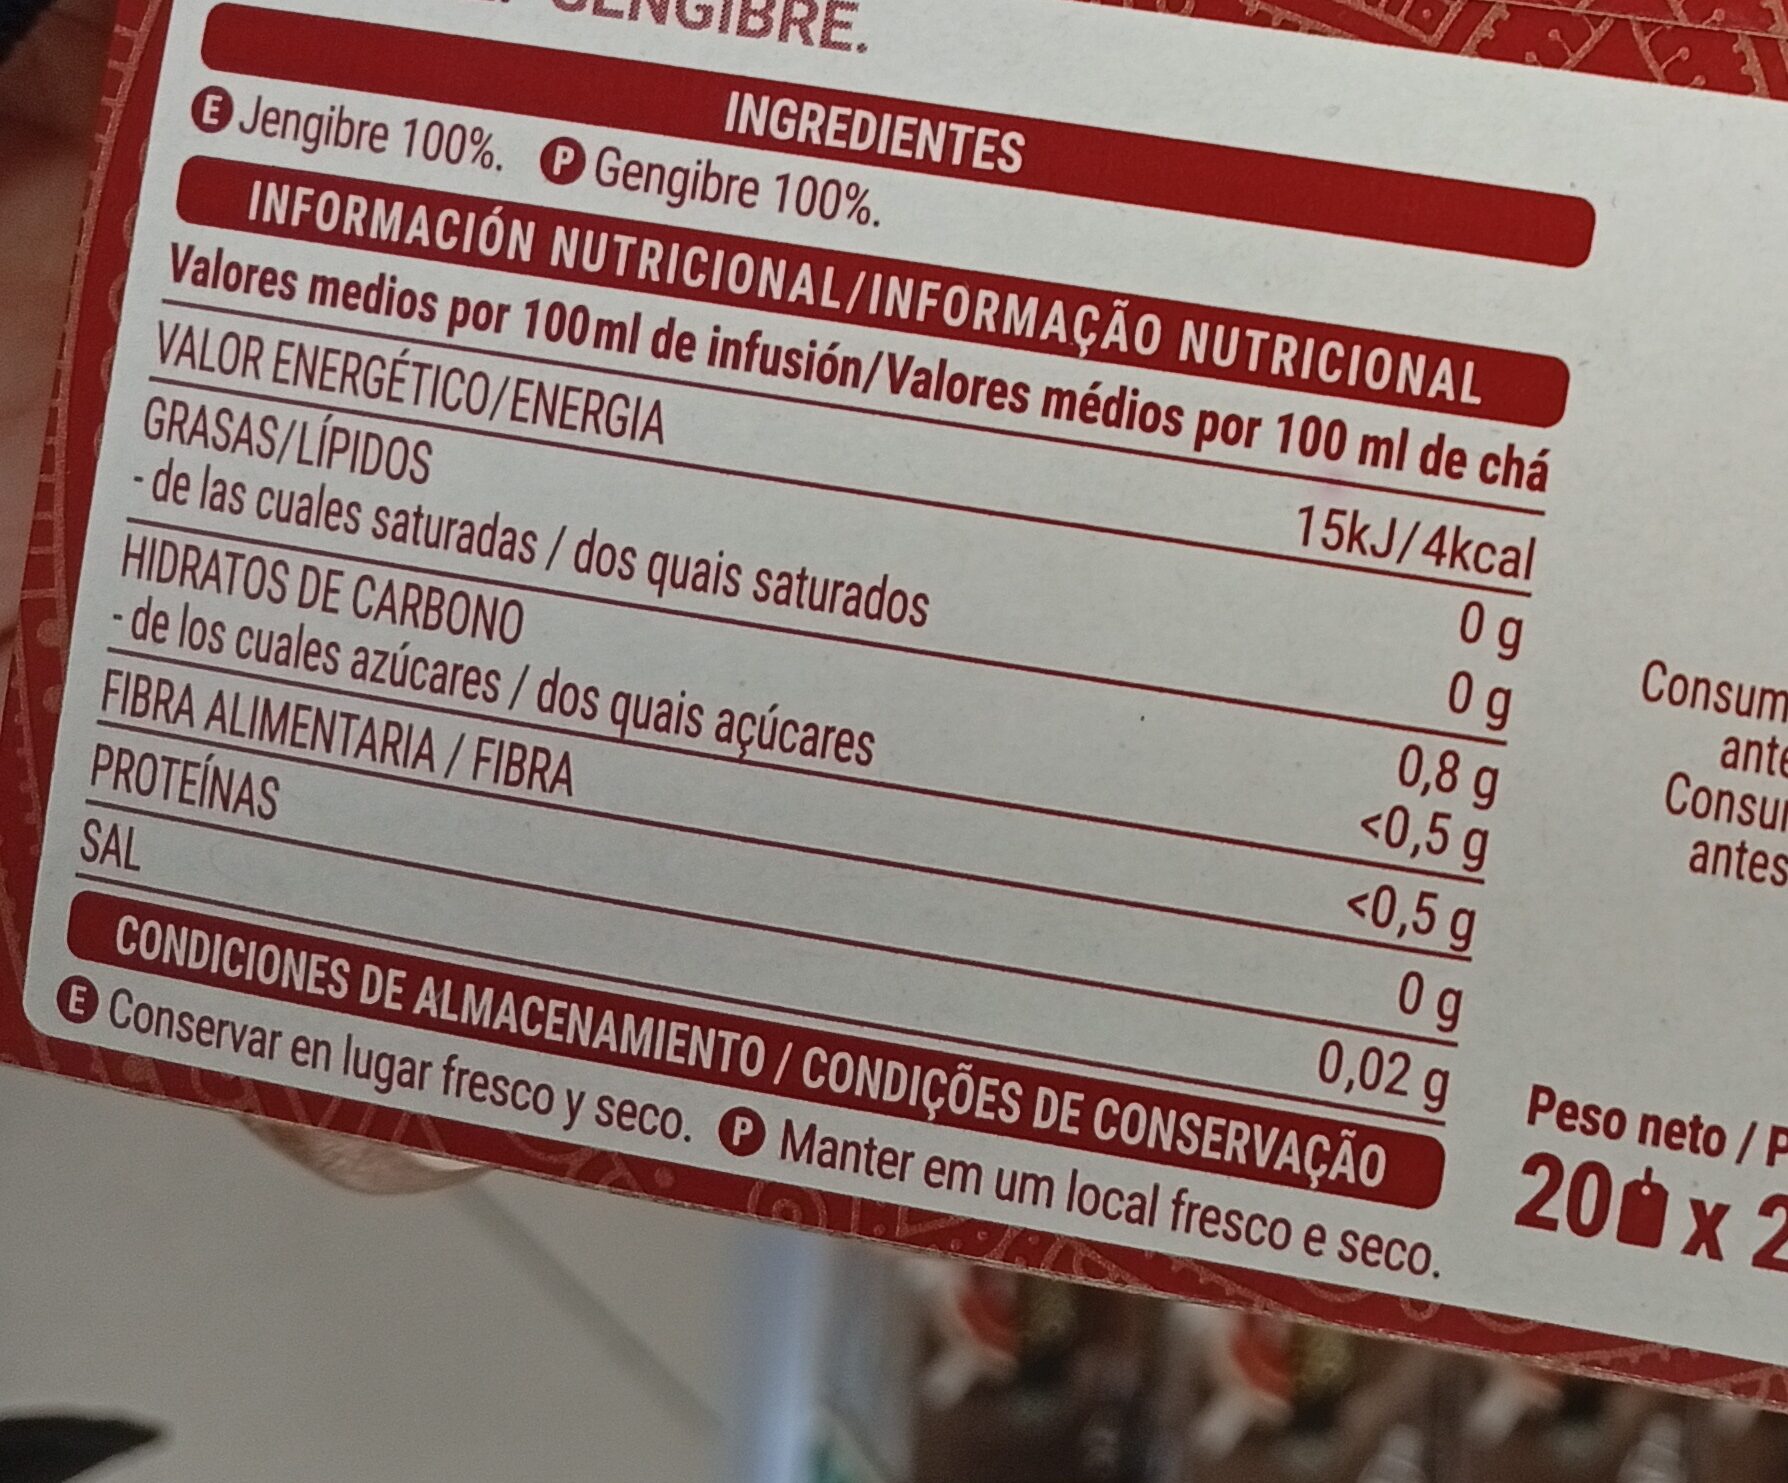 GENGIBRE.
INGREDIENTES
E Jengibre 100%. P Gengibre 100%.
INFORMACIÓN NUTRICIONAL/INFORMAÇÃO NUTRICIONAL
Valores medios por 100ml de infusión/Valores médios por 100 ml de chá
VALOR ENERGÉTICO/ENERGIA 15kJ/4kcal
GRASAS/LÍPIDOS 0 g
- de las cuales saturadas / dos quais saturados 0 g
HIDRATOS DE CARBONO 0,8 g
- de los cuales azúcares / dos quais açúcares <0,5 g
FIBRA ALIMENTARIA / FIBRA <0,5 g
PROTEÍNAS 0 g
SAL 0,02 g
CONDICIONES DE ALMACENAMIENTO / CONDIÇÕES DE CONSERVAÇÃO
E Conservar en lugar fresco y seco. P Manter em um local fresco e seco.
Consum
ante
Consu
antes
Peso neto / P
20 x 2